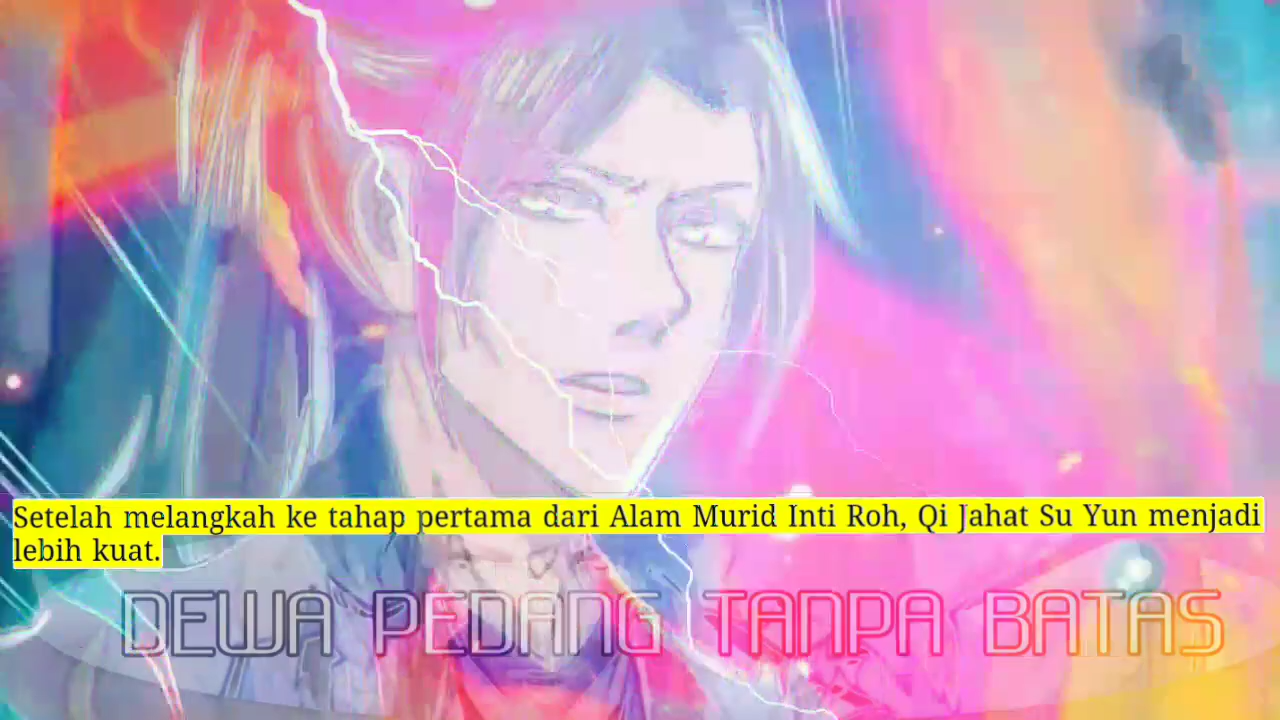 Setelah melangkah ke tahap pertama dari Alam Murid Inti Roh, Qi Jahat Su Yun menjadi
lebih kuat.
DEWA PEDANG TANPA BATAS